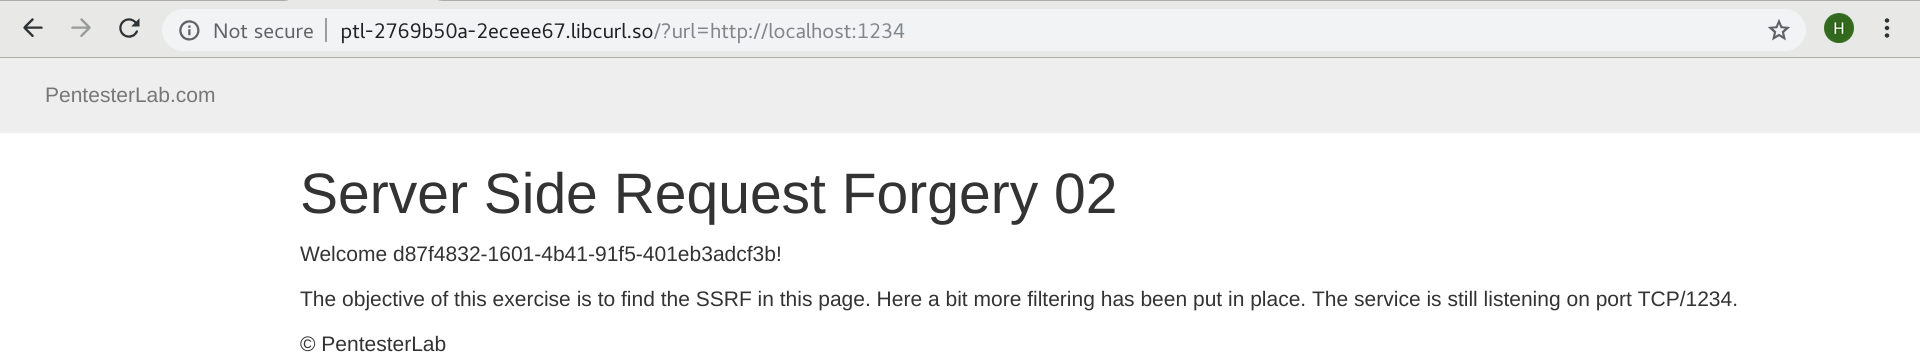 Not secure | ptl-2769b50a-2eceee67.libcurl.so/?url=http://localhost:1234 H
PentesterLab.com
Server Side Request Forgery 02
Welcome d87f4832-1601-4b41-91f5-401eb3adcf3b!
The objective of this exercise is to find the SSRF in this page. Here a bit more filtering has been put in place. The service is still listening on port TCP/1234.
© PentesterLab